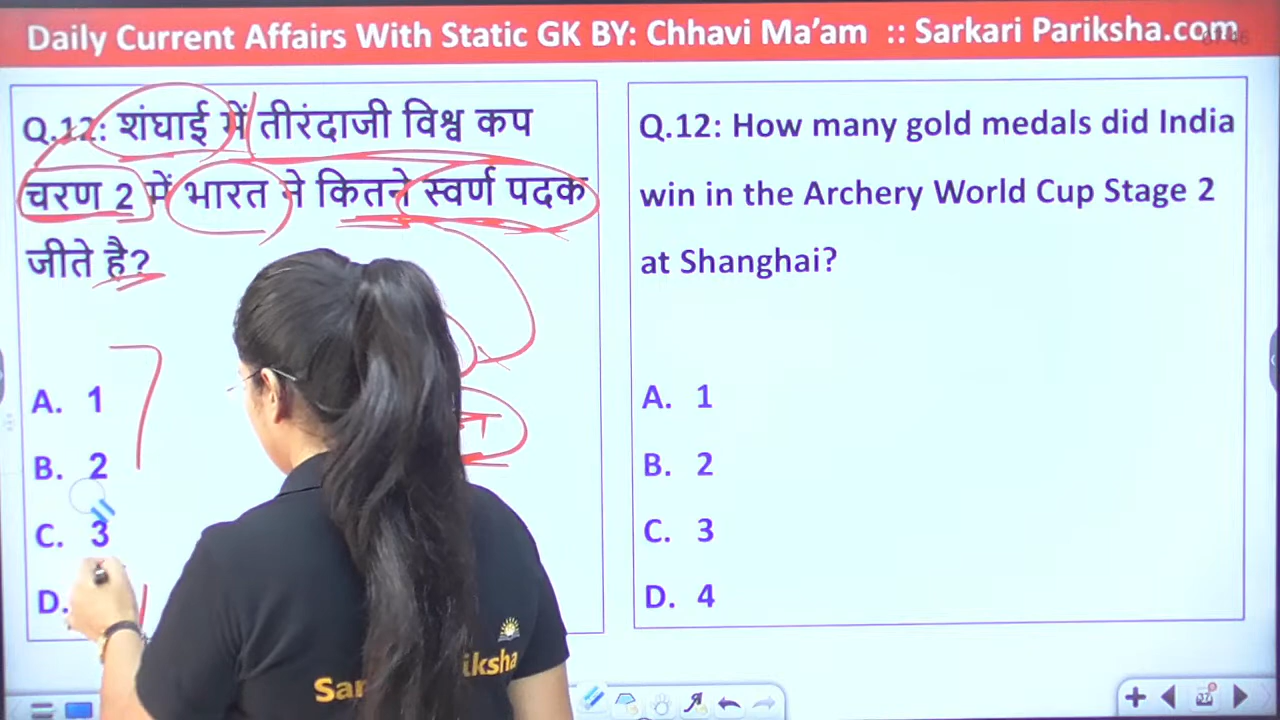 Daily Current Affairs With Static GK BY: Chhavi Ma'am :: Sarkari Pariksha.com
Q.12: शंघाई में तीरंदाजी विश्व कप
चरण 2 में भारत ने कितने स्वर्ण पदक
जीते है?
A. 1
B. 2
C. 3
D.
Q.12: How many gold medals did India
win in the Archery World Cup Stage 2
at Shanghai?
A. 1
B. 2
C. 3
D. 4
Sar
iksha